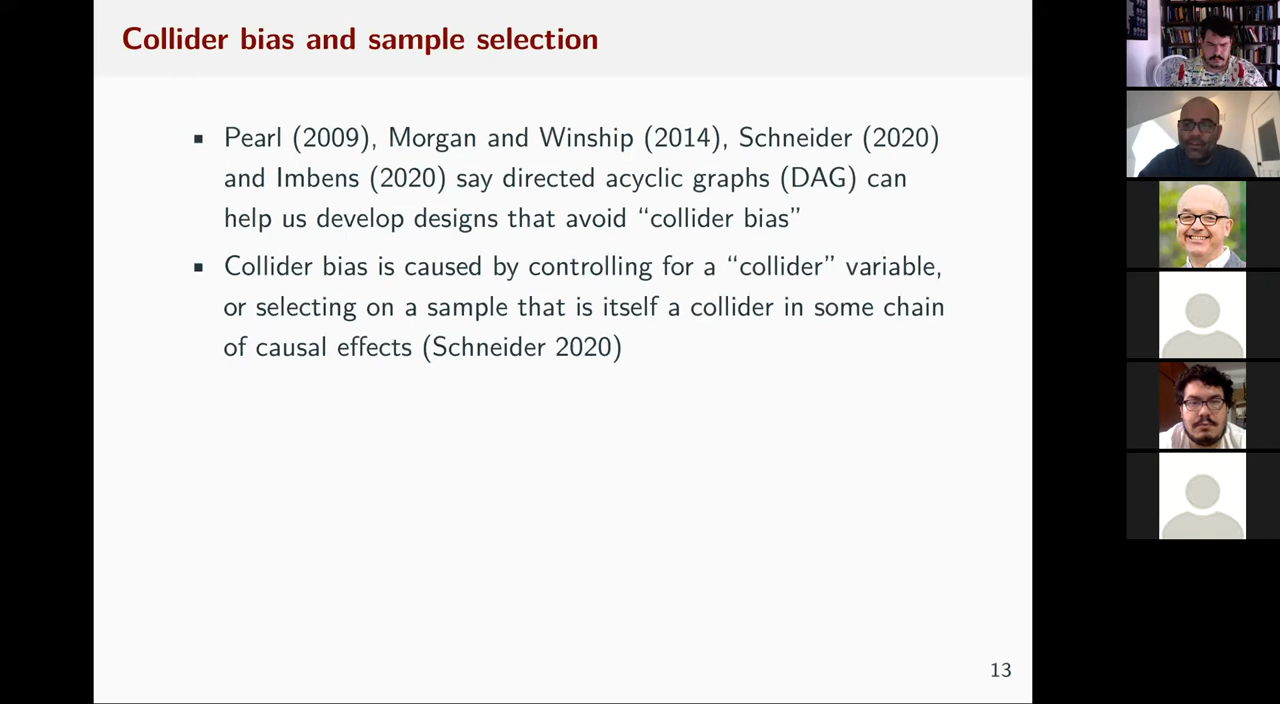 Collider bias and sample selection
▪ Pearl (2009), Morgan and Winship (2014), Schneider (2020)
and Imbens (2020) say directed acyclic graphs (DAG) can
help us develop designs that avoid “collider bias”
▪ Collider bias is caused by controlling for a “collider” variable,
or selecting on a sample that is itself a collider in some chain
of causal effects (Schneider 2020)
13